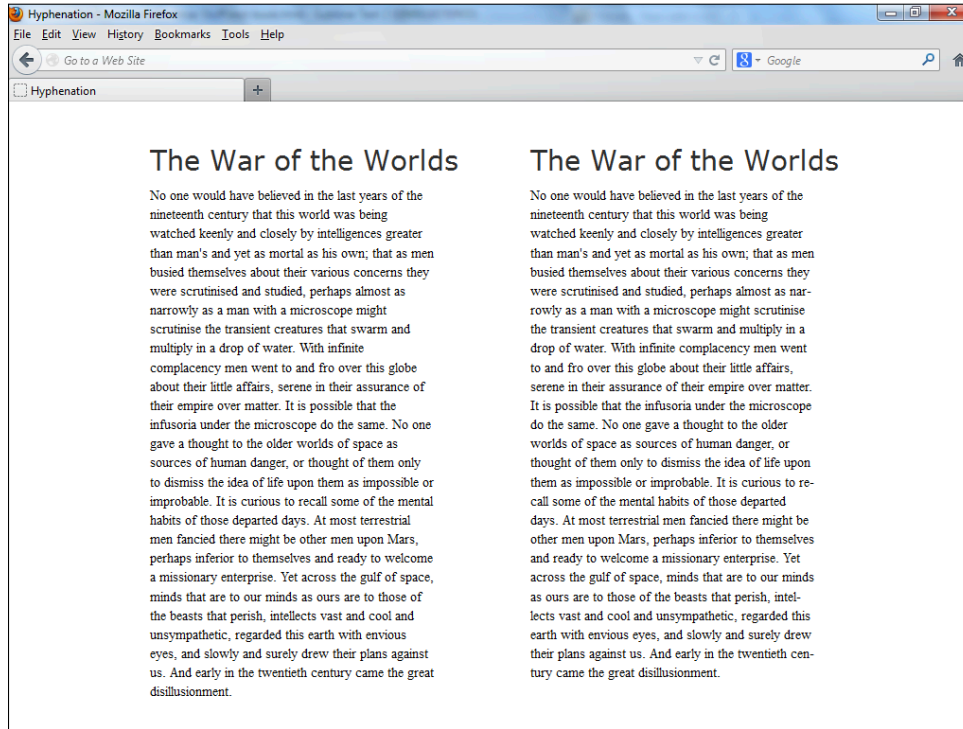 Hyphenation - Mozilla Firefox
File Edit View History Bookmarks Tools Help
Go to a Web Site
Google
Hyphenation
The War of the Worlds
No one would have believed in the last years of the
nineteenth century that this world was being
watched keenly and closely by intelligences greater
than man's and yet as mortal as his own; that as men
busied themselves about their various concerns they
were scrutinised and studied, perhaps almost as
narrowly as a man with a microscope might
scrutinise the transient creatures that swarm and
multiply in a drop of water. With infinite
complacency men went to and fro over this globe
about their little affairs, serene in their assurance of
their empire over matter. It is possible that the
infusoria under the microscope do the same. No one
gave a thought to the older worlds of space as
sources of human danger, or thought of them only
to dismiss the idea of life upon them as impossible or
improbable. It is curious to recall some of the mental
habits of those departed days. At most terrestrial
men fancied there might be other men upon Mars,
perhaps inferior to themselves and ready to welcome
a missionary enterprise. Yet across the gulf of space,
minds that are to our minds as ours are to those of
the beasts that perish, intellects vast and cool and
unsympathetic, regarded this earth with envious
eyes, and slowly and surely drew their plans against
us. And early in the twentieth century came the great
disillusionment.
The War of the Worlds
No one would have believed in the last years of the
nineteenth century that this world was being
watched keenly and closely by intelligences greater
than man's and yet as mortal as his own; that as men
busied themselves about their various concerns they
were scrutinised and studied, perhaps almost as nar-
rowly as a man with a microscope might scrutinise
the transient creatures that swarm and multiply in a
drop of water. With infinite complacency men went
to and fro over this globe about their little affairs,
serene in their assurance of their empire over matter.
It is possible that the infusoria under the microscope
do the same. No one gave a thought to the older
worlds of space as sources of human danger, or
thought of them only to dismiss the idea of life upon
them as impossible or improbable. It is curious to re-
call some of the mental habits of those departed
days. At most terrestrial men fancied there might be
other men upon Mars, perhaps inferior to themselves
and ready to welcome a missionary enterprise. Yet
across the gulf of space, minds that are to our minds
as ours are to those of the beasts that perish, intel-
lects vast and cool and unsympathetic, regarded this
earth with envious eyes, and slowly and surely drew
their plans against us. And early in the twentieth cen-
tury came the great disillusionment.